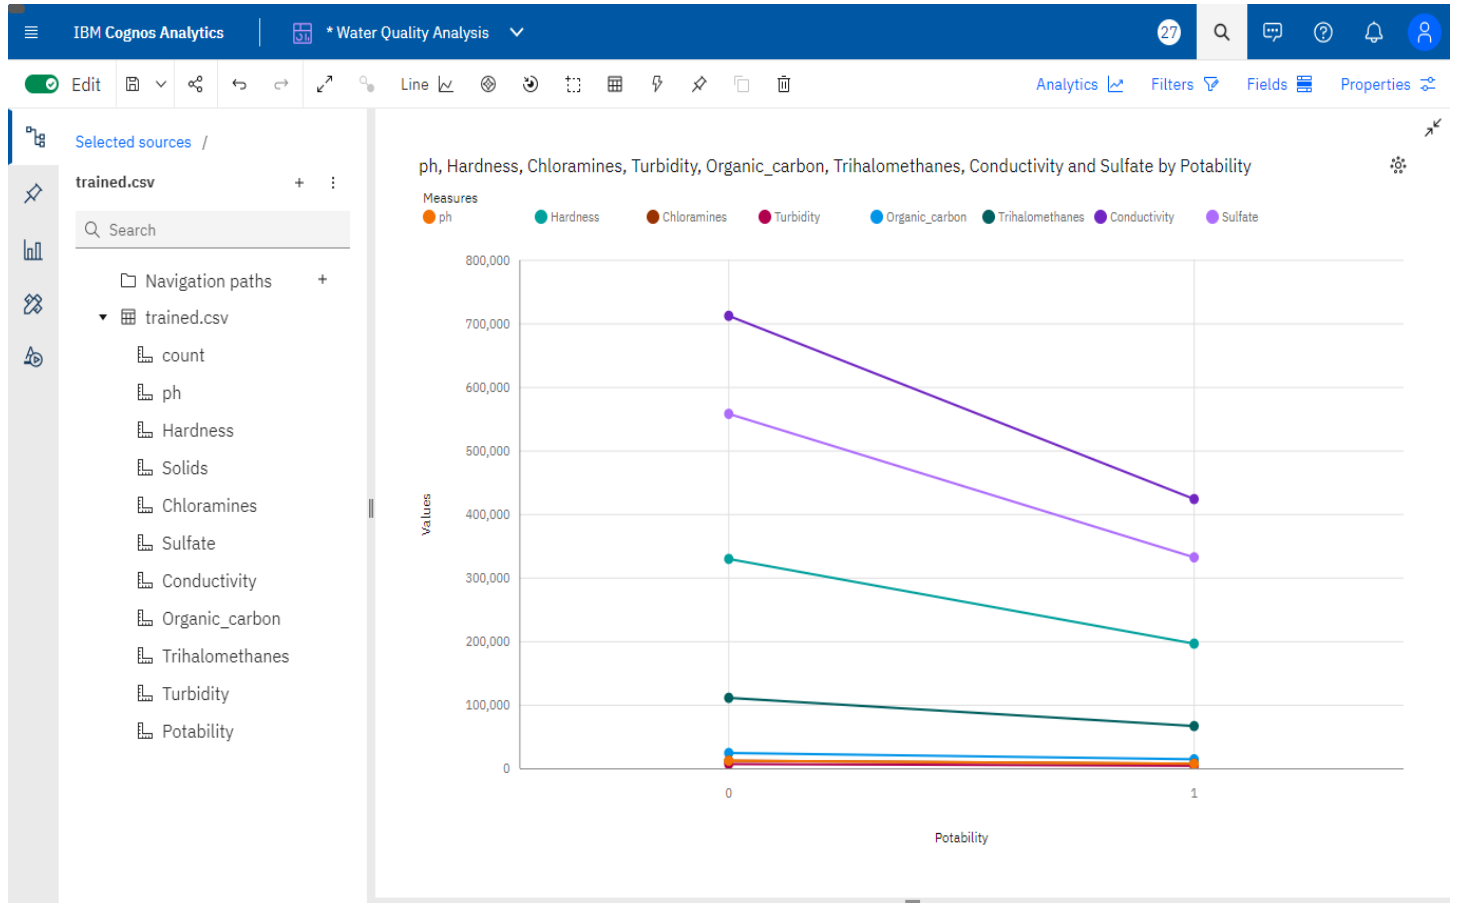 IBM Cognos Analytics
* Water Quality Analysis
27
Edit
Line
Analytics
Filters
Fields
Properties
Selected sources /
trained.csv
Search
Navigation paths
trained.csv
count
ph
Hardness
Solids
Chloramines
Sulfate
Conductivity
Organic_carbon
Trihalomethanes
Turbidity
Potability
ph, Hardness, Chloramines, Turbidity, Organic_carbon, Trihalomethanes, Conductivity and Sulfate by Potability
Measures
ph Hardness Chloramines Turbidity Organic_carbon Trihalomethanes Conductivity Sulfate
800,000
700,000
600,000
500,000
400,000
300,000
200,000
100,000
0
Values
0 1
Potability